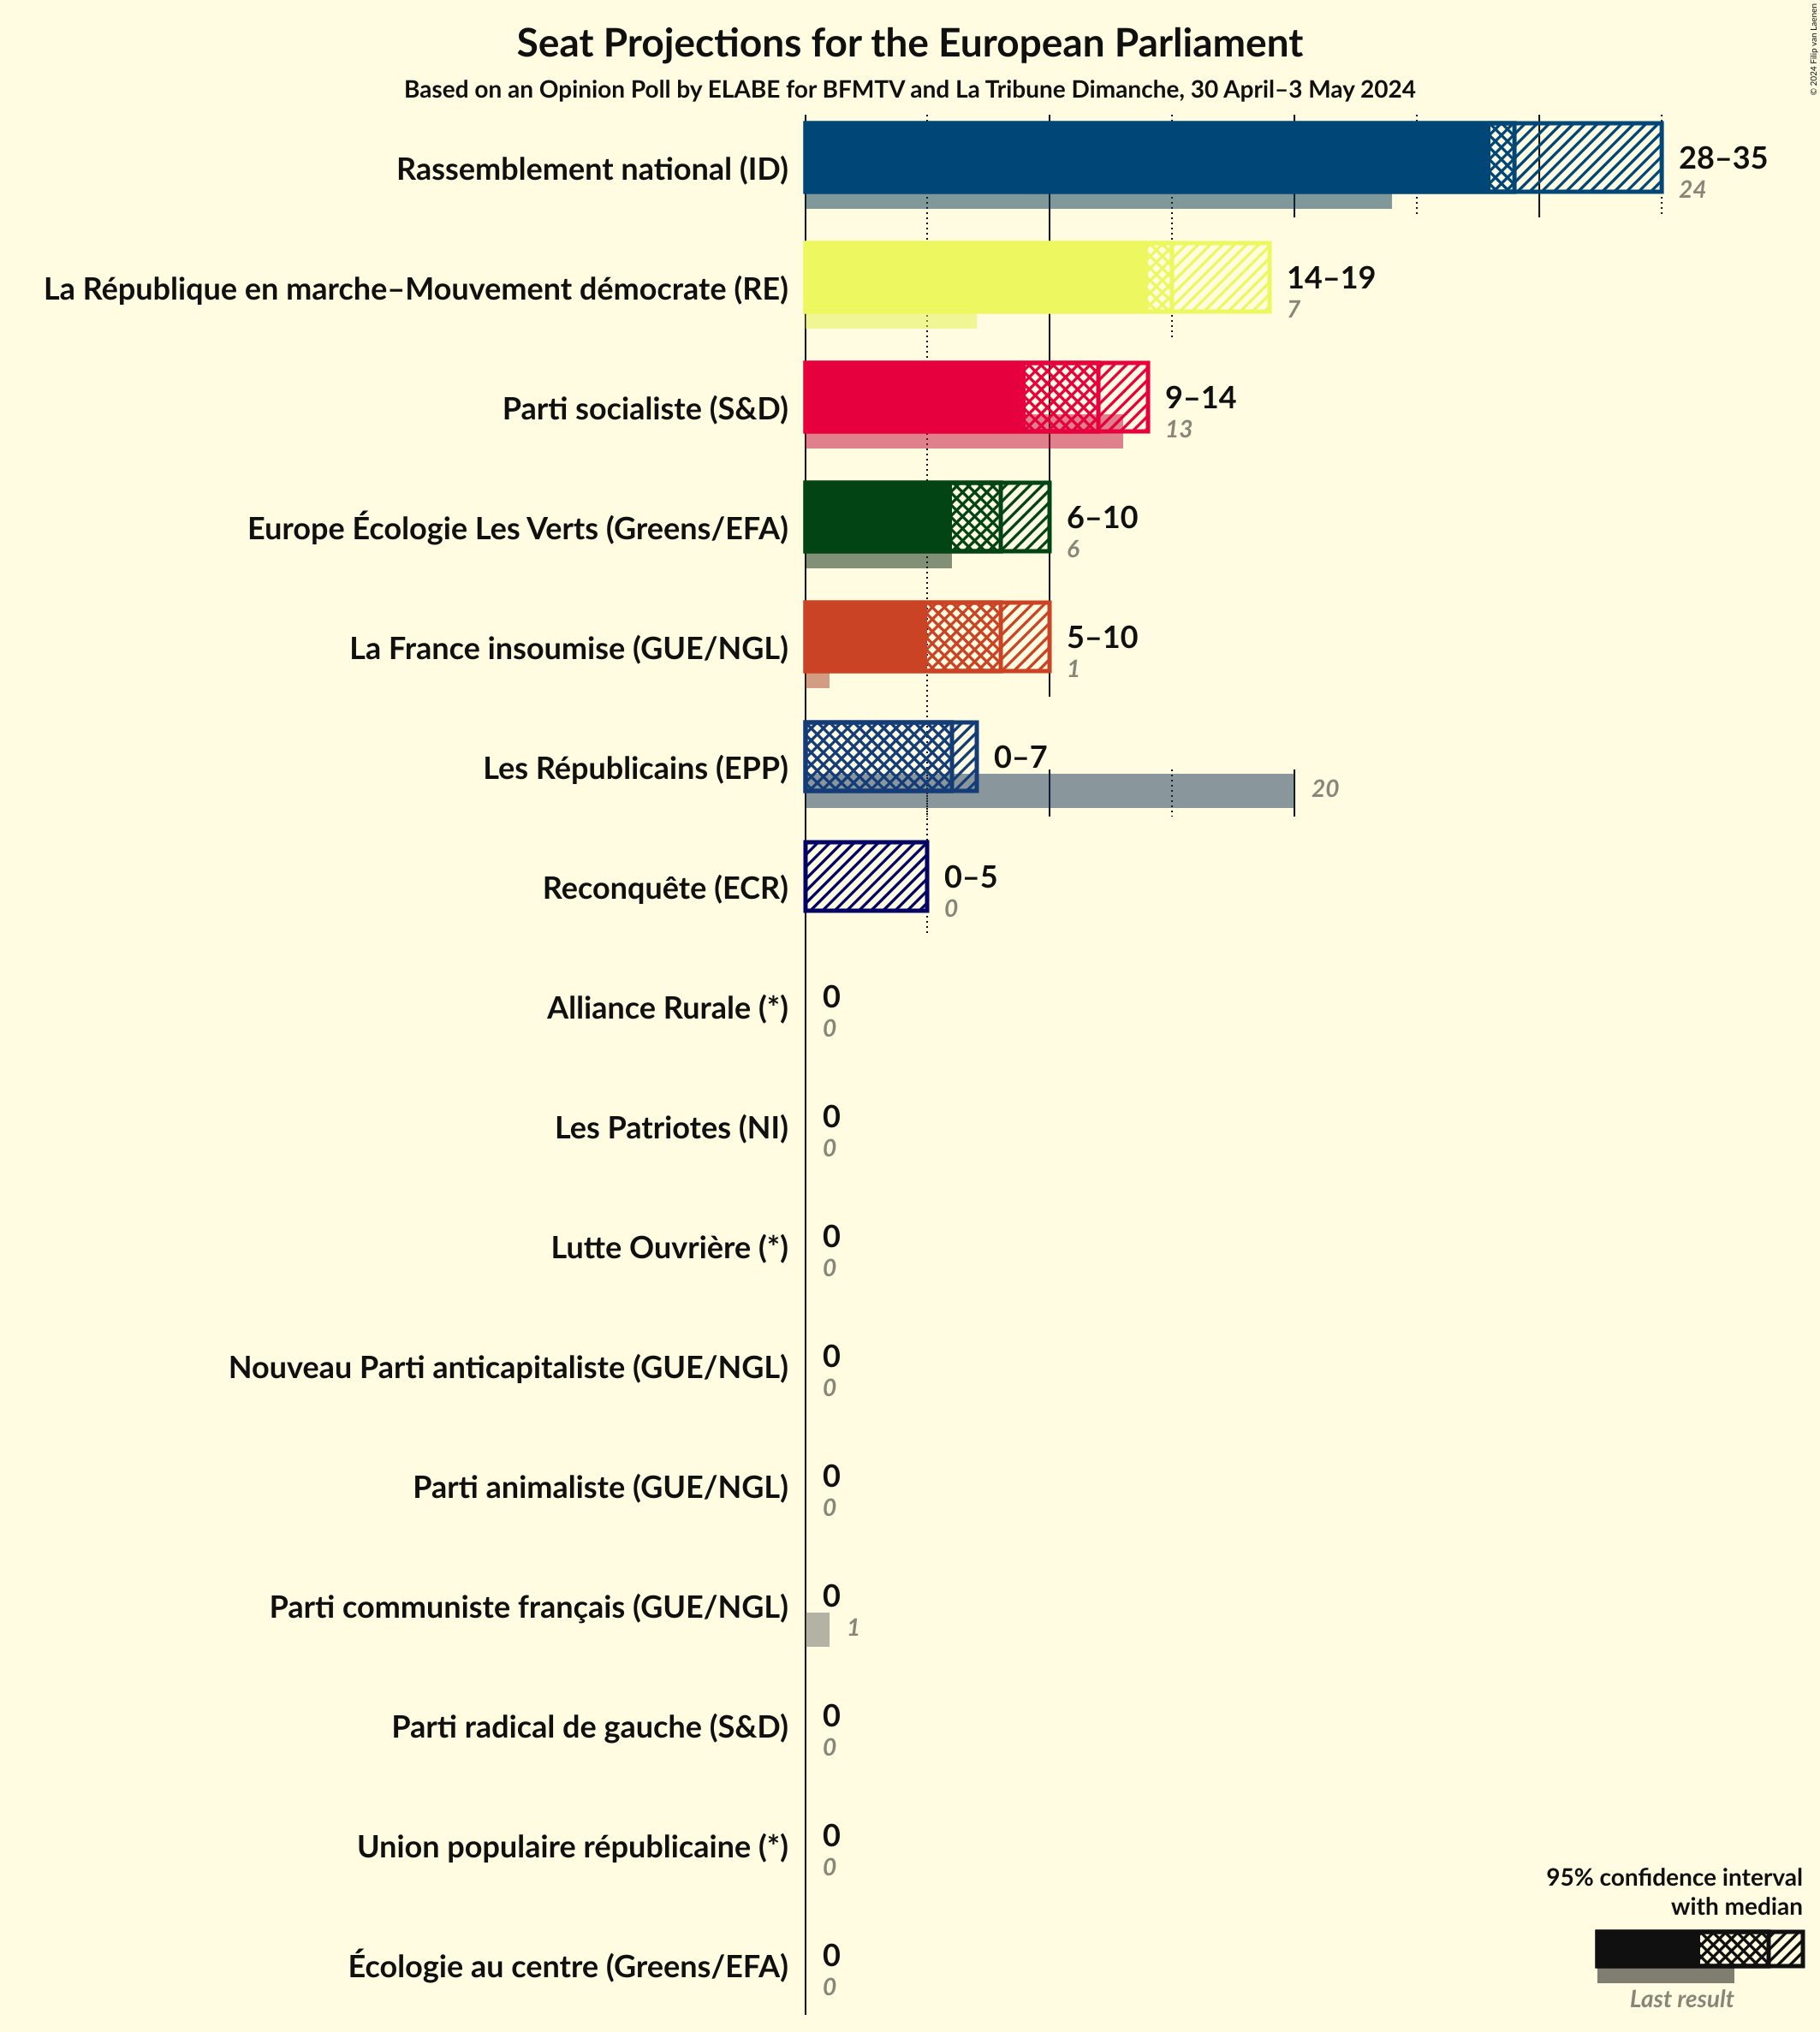 Seat Projections for the European Parliament
Based on an Opinion Poll by ELABE for BFMTV and La Tribune Dimanche, 30 April–3 May 2024
© 2024 Filip van Laenen
Rassemblement national (ID)
28–35
24
La République en marche–Mouvement démocrate (RE)
14–19
7
Parti socialiste (S&D)
9–14
13
Europe Écologie Les Verts (Greens/EFA)
6–10
6
La France insoumise (GUE/NGL)
5–10
1
Les Républicains (EPP)
0–7
20
Reconquête (ECR)
0–5
0
Alliance Rurale (*)
0
0
Les Patriotes (NI)
0
0
Lutte Ouvrière (*)
0
0
Nouveau Parti anticapitaliste (GUE/NGL)
0
0
Parti animaliste (GUE/NGL)
0
0
Parti communiste français (GUE/NGL)
0
1
Parti radical de gauche (S&D)
0
0
Union populaire républicaine (*)
0
0
Écologie au centre (Greens/EFA)
0
0
95% confidence interval
with median
Last result